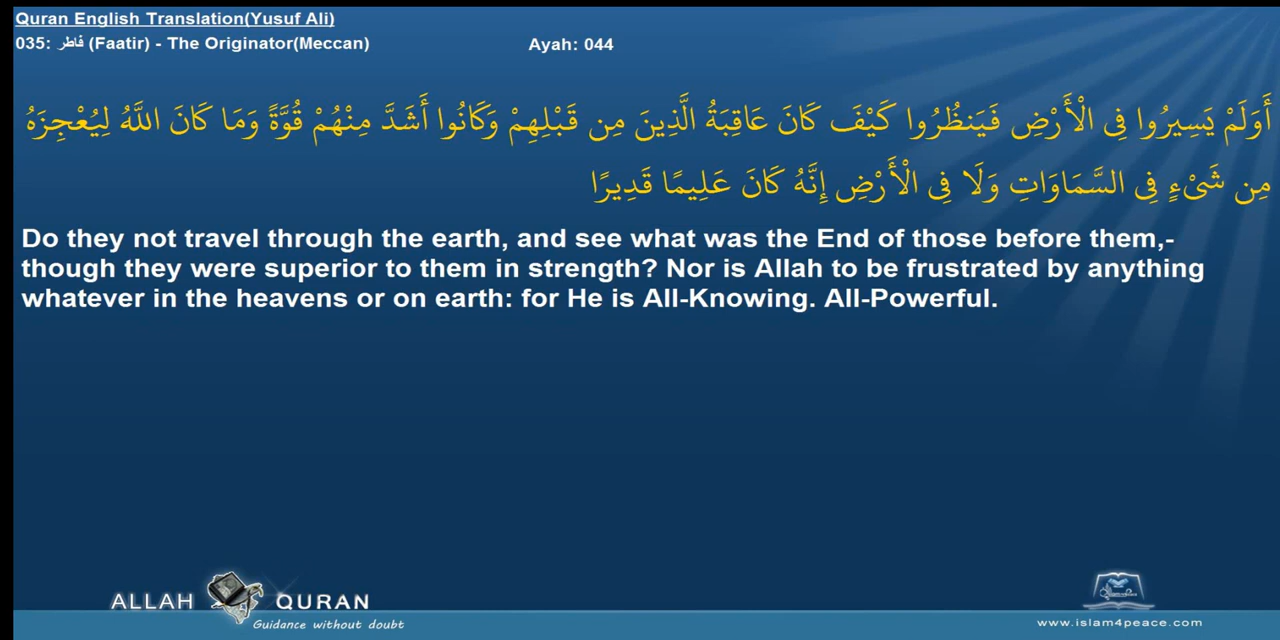 Quran English Translation(Yusuf Ali)
035: فاطر (Faatir) - The Originator(Meccan) Ayah: 044
أَوَلَمْ يَسِيرُوا فِى الْأَرْضِ فَيَنظُرُوا كَيْفَ كَانَ عَاقِبَةُ الَّذِينَ مِن قَبْلِهِمْ وَكَانُوا أَشَدَّ مِنْهُمْ قُوَّةً وَمَا كَانَ اللَّهُ لِيُعْجِزَهُ
مِن شَىْءٍ فِى السَّمَاوَاتِ وَلَا فِى الْأَرْضِ إِنَّهُ كَانَ عَلِيمًا قَدِيرًا
Do they not travel through the earth, and see what was the End of those before them,-
though they were superior to them in strength? Nor is Allah to be frustrated by anything
whatever in the heavens or on earth: for He is All-Knowing. All-Powerful.
ALLAH QURAN
Guidance without doubt
www.islam4peace.com